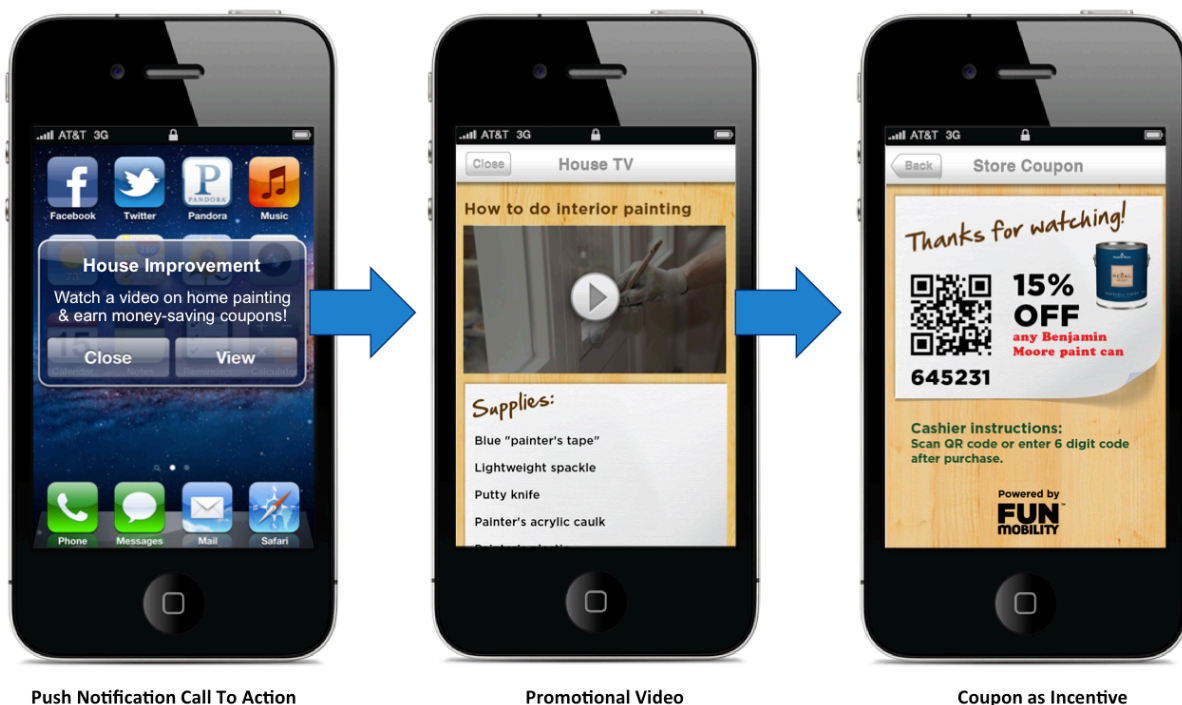 AT&T 3G
Facebook Twitter Pandora Music
PANDORA
House Improvement
Watch a video on home painting
& earn money-saving coupons!
Close View
Calendar Notes Reminders Calculator
Phone Messages Mail Safari
Push Notification Call To Action
AT&T 3G
Close House TV
How to do interior painting
Supplies:
Blue "painter's tape"
Lightweight spackle
Putty knife
Painter's acrylic caulk
Promotional Video
AT&T 3G
Back Store Coupon
Thanks for watching!
15%
OFF
any Benjamin
Moore paint can
645231
Cashier instructions:
Scan QR code or enter 6 digit code
after purchase.
Powered by
FUN
MOBILITY
Coupon as Incentive